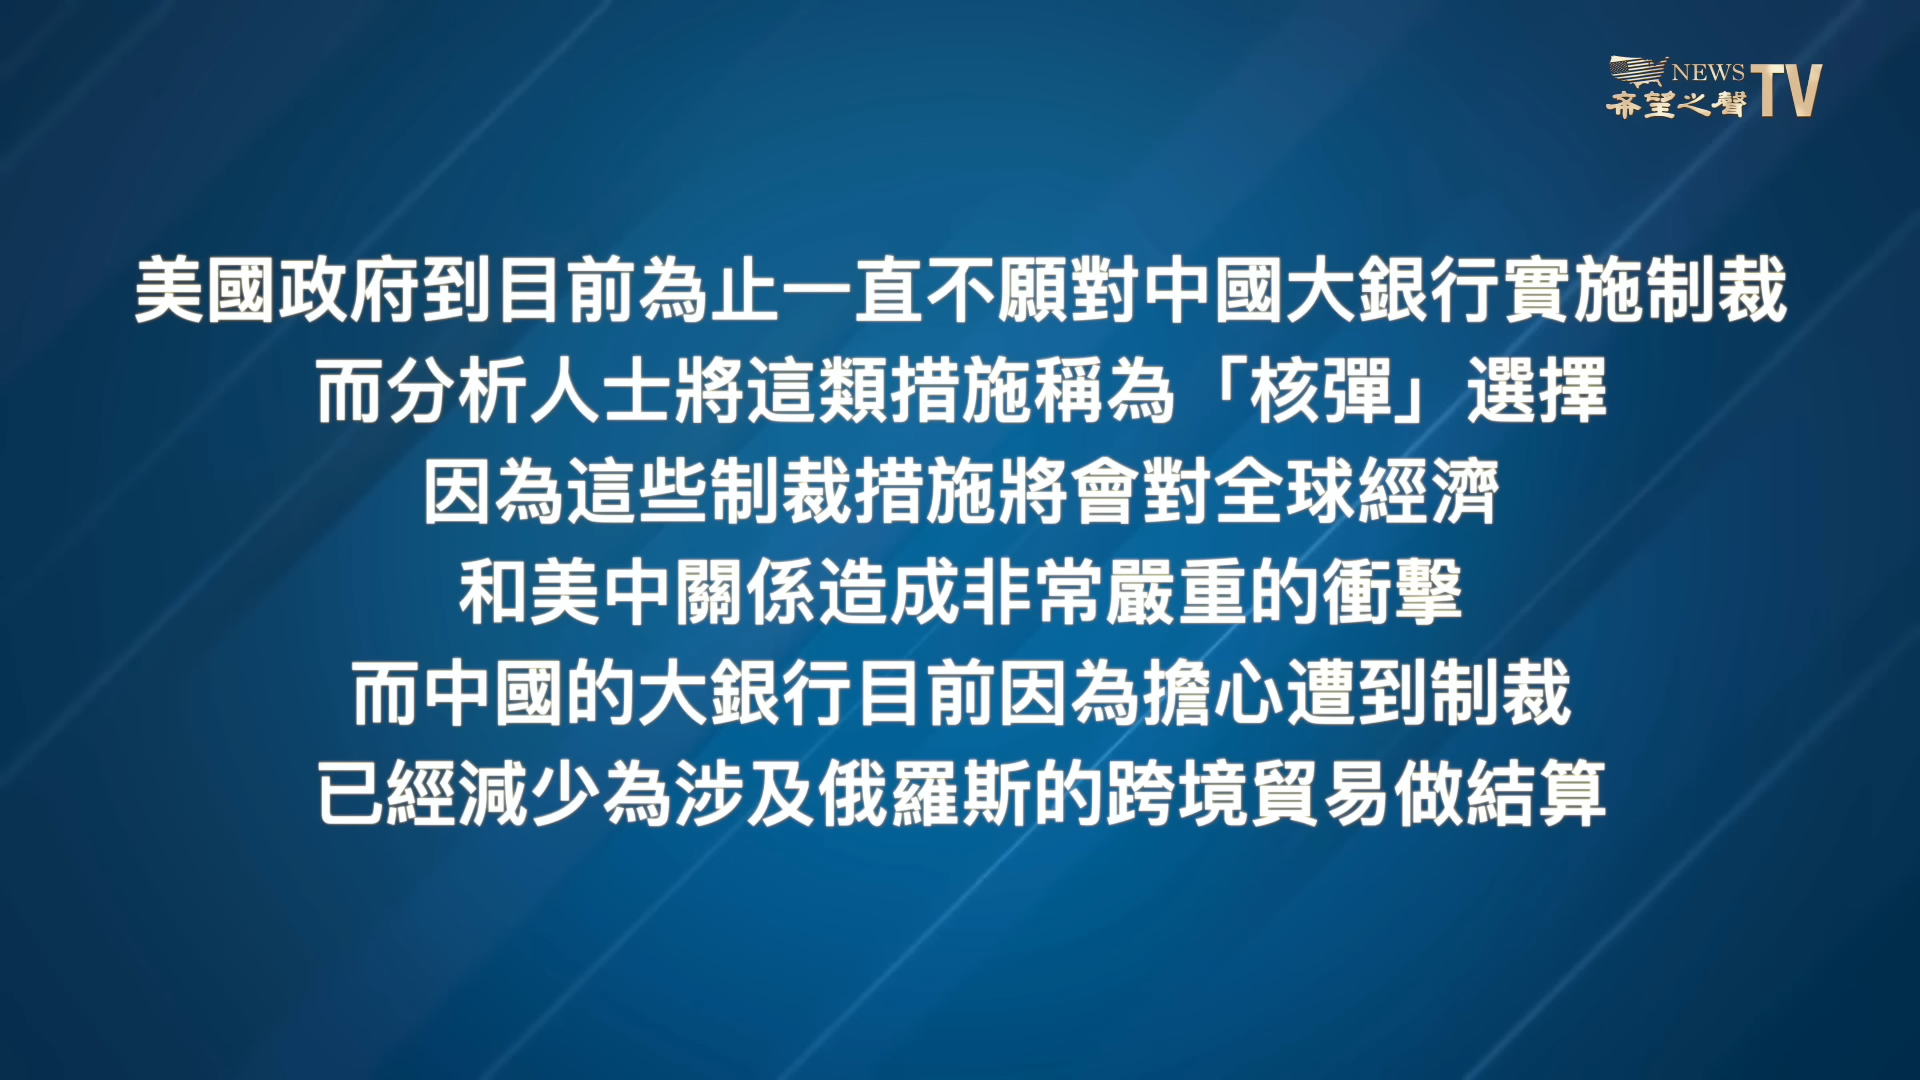 NEWS
希望之聲TV
美國政府到目前為止一直不願對中國大銀行實施制裁
而分析人士將這類措施稱為「核彈」選擇
因為這些制裁措施將會對全球經濟
和美中關係造成非常嚴重的衝擊
而中國的大銀行目前因為擔心遭到制裁
已經減少為涉及俄羅斯的跨境貿易做結算